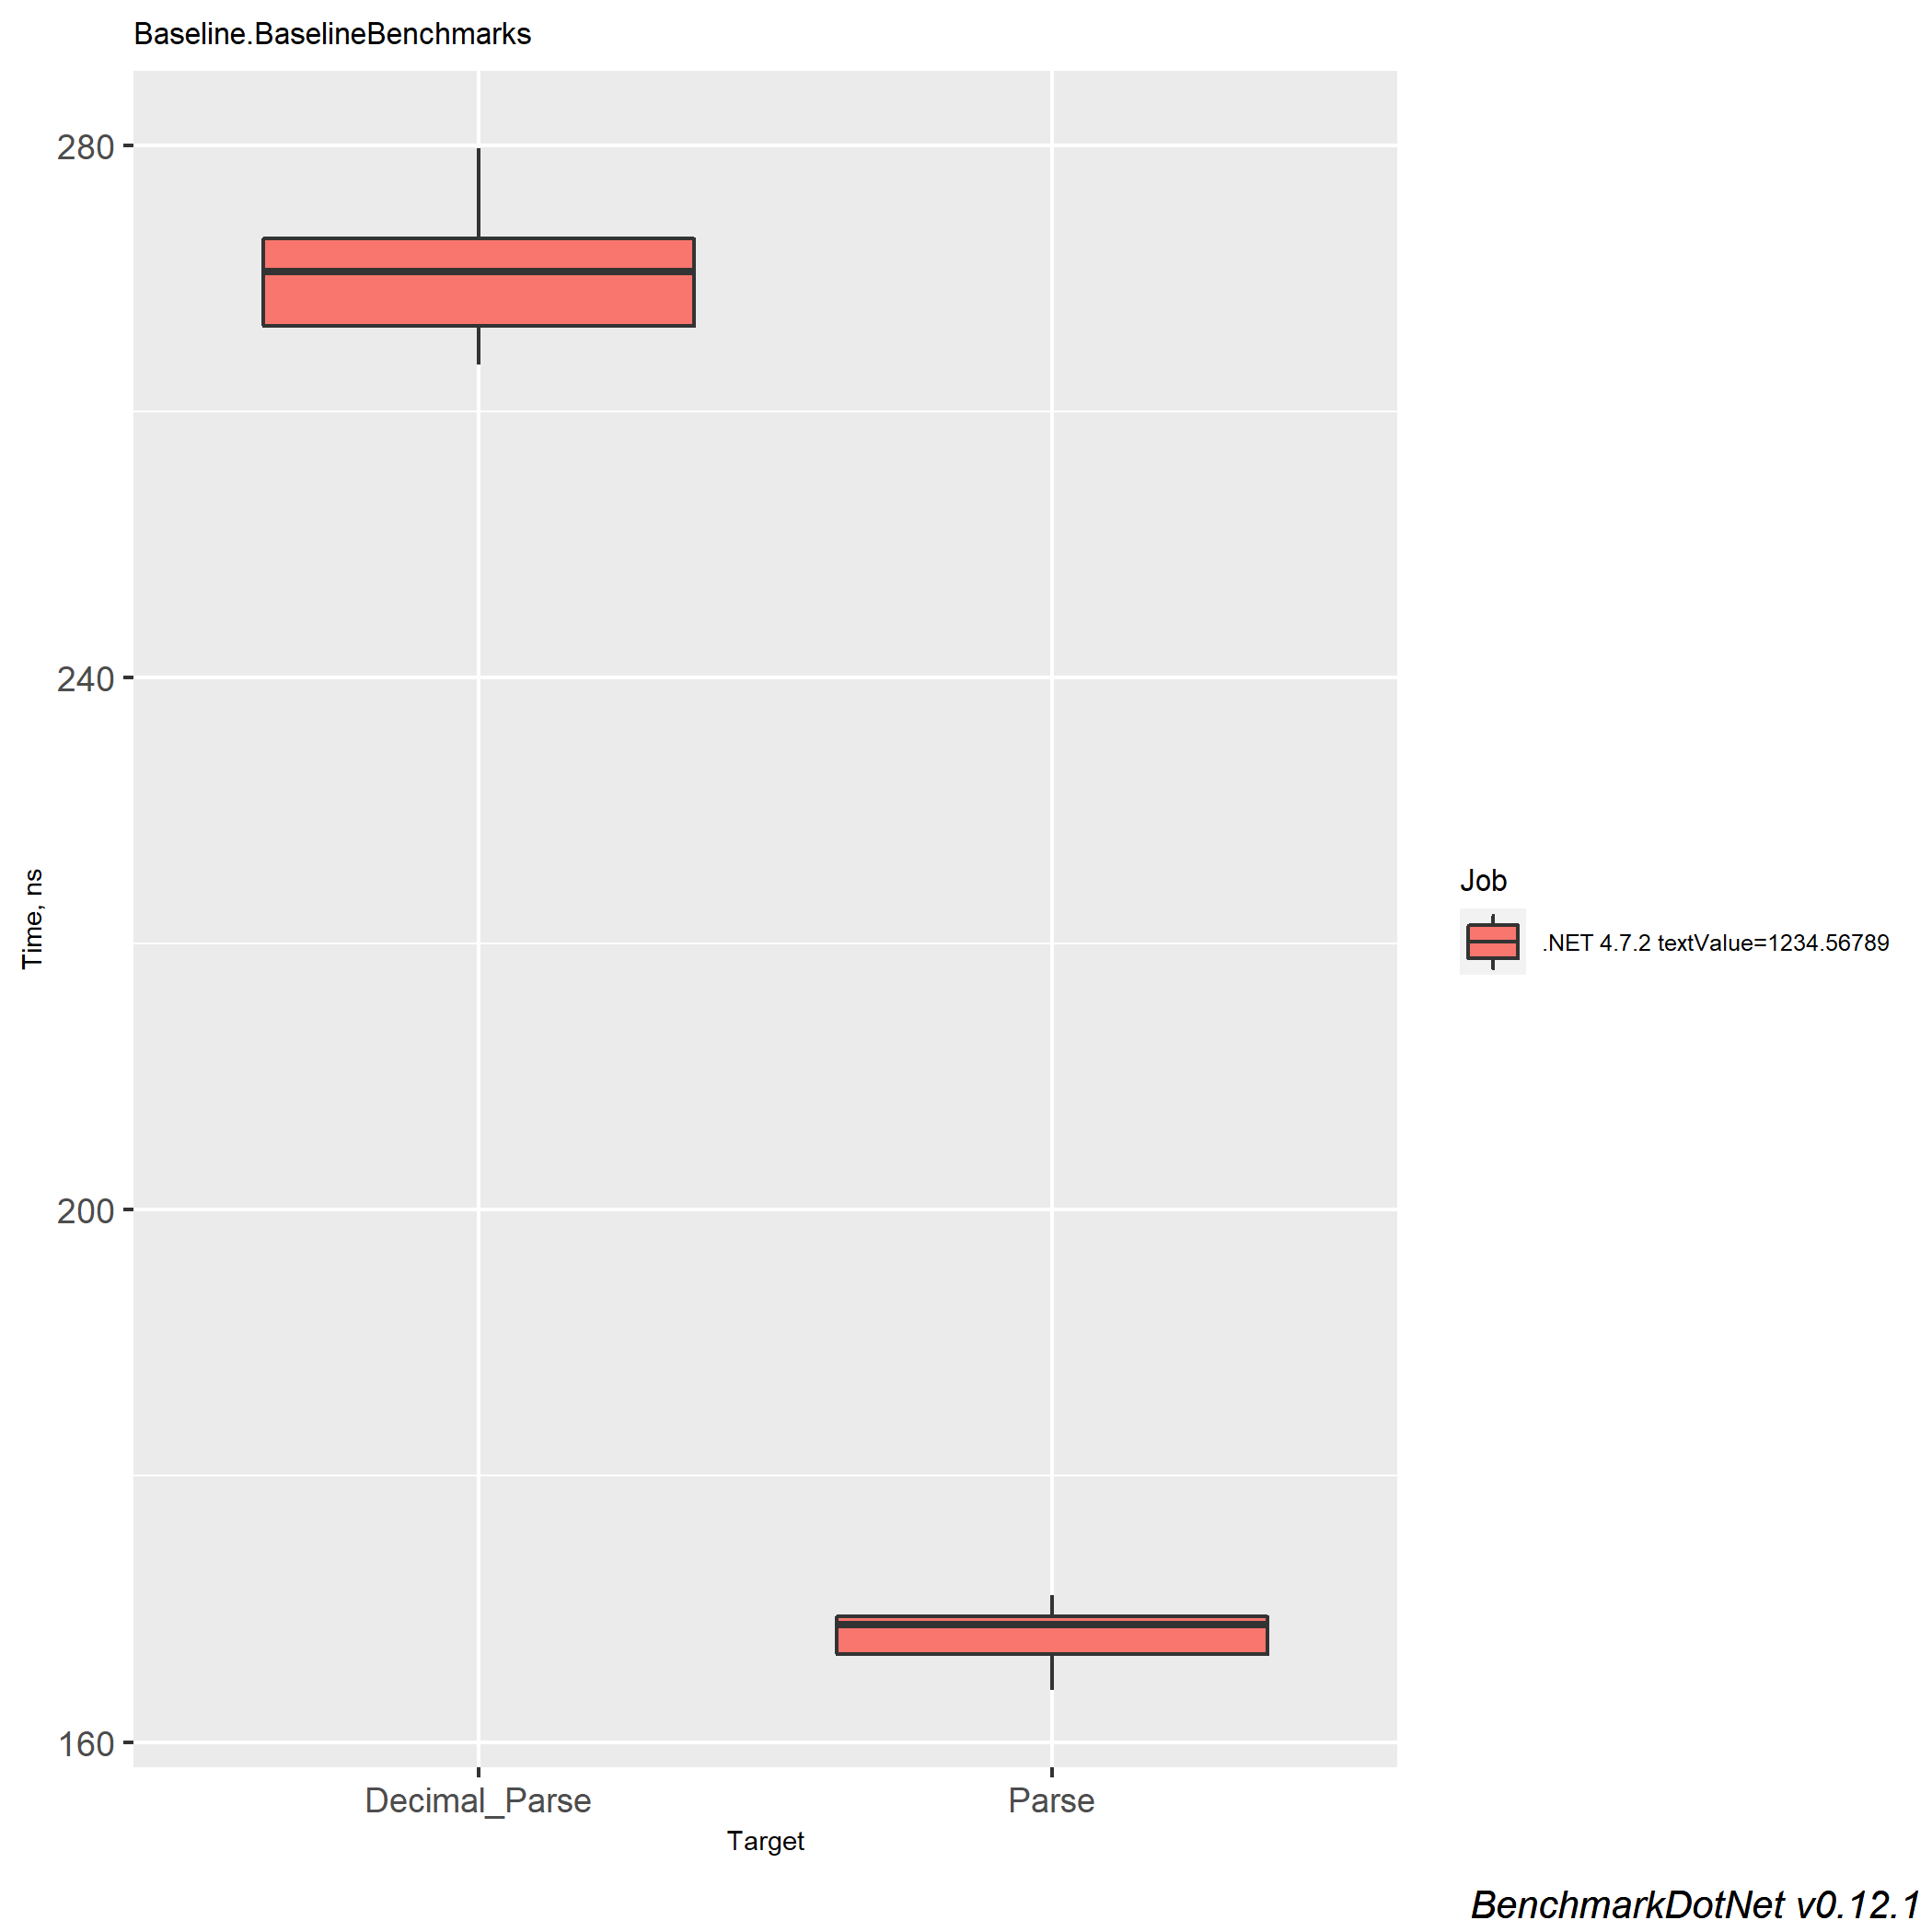 Baseline.BaselineBenchmarks
280
240
200
160
Time, ns
Decimal_Parse
Parse
Target
Job
.NET 4.7.2 textValue=1234.56789
BenchmarkDotNet v0.12.1